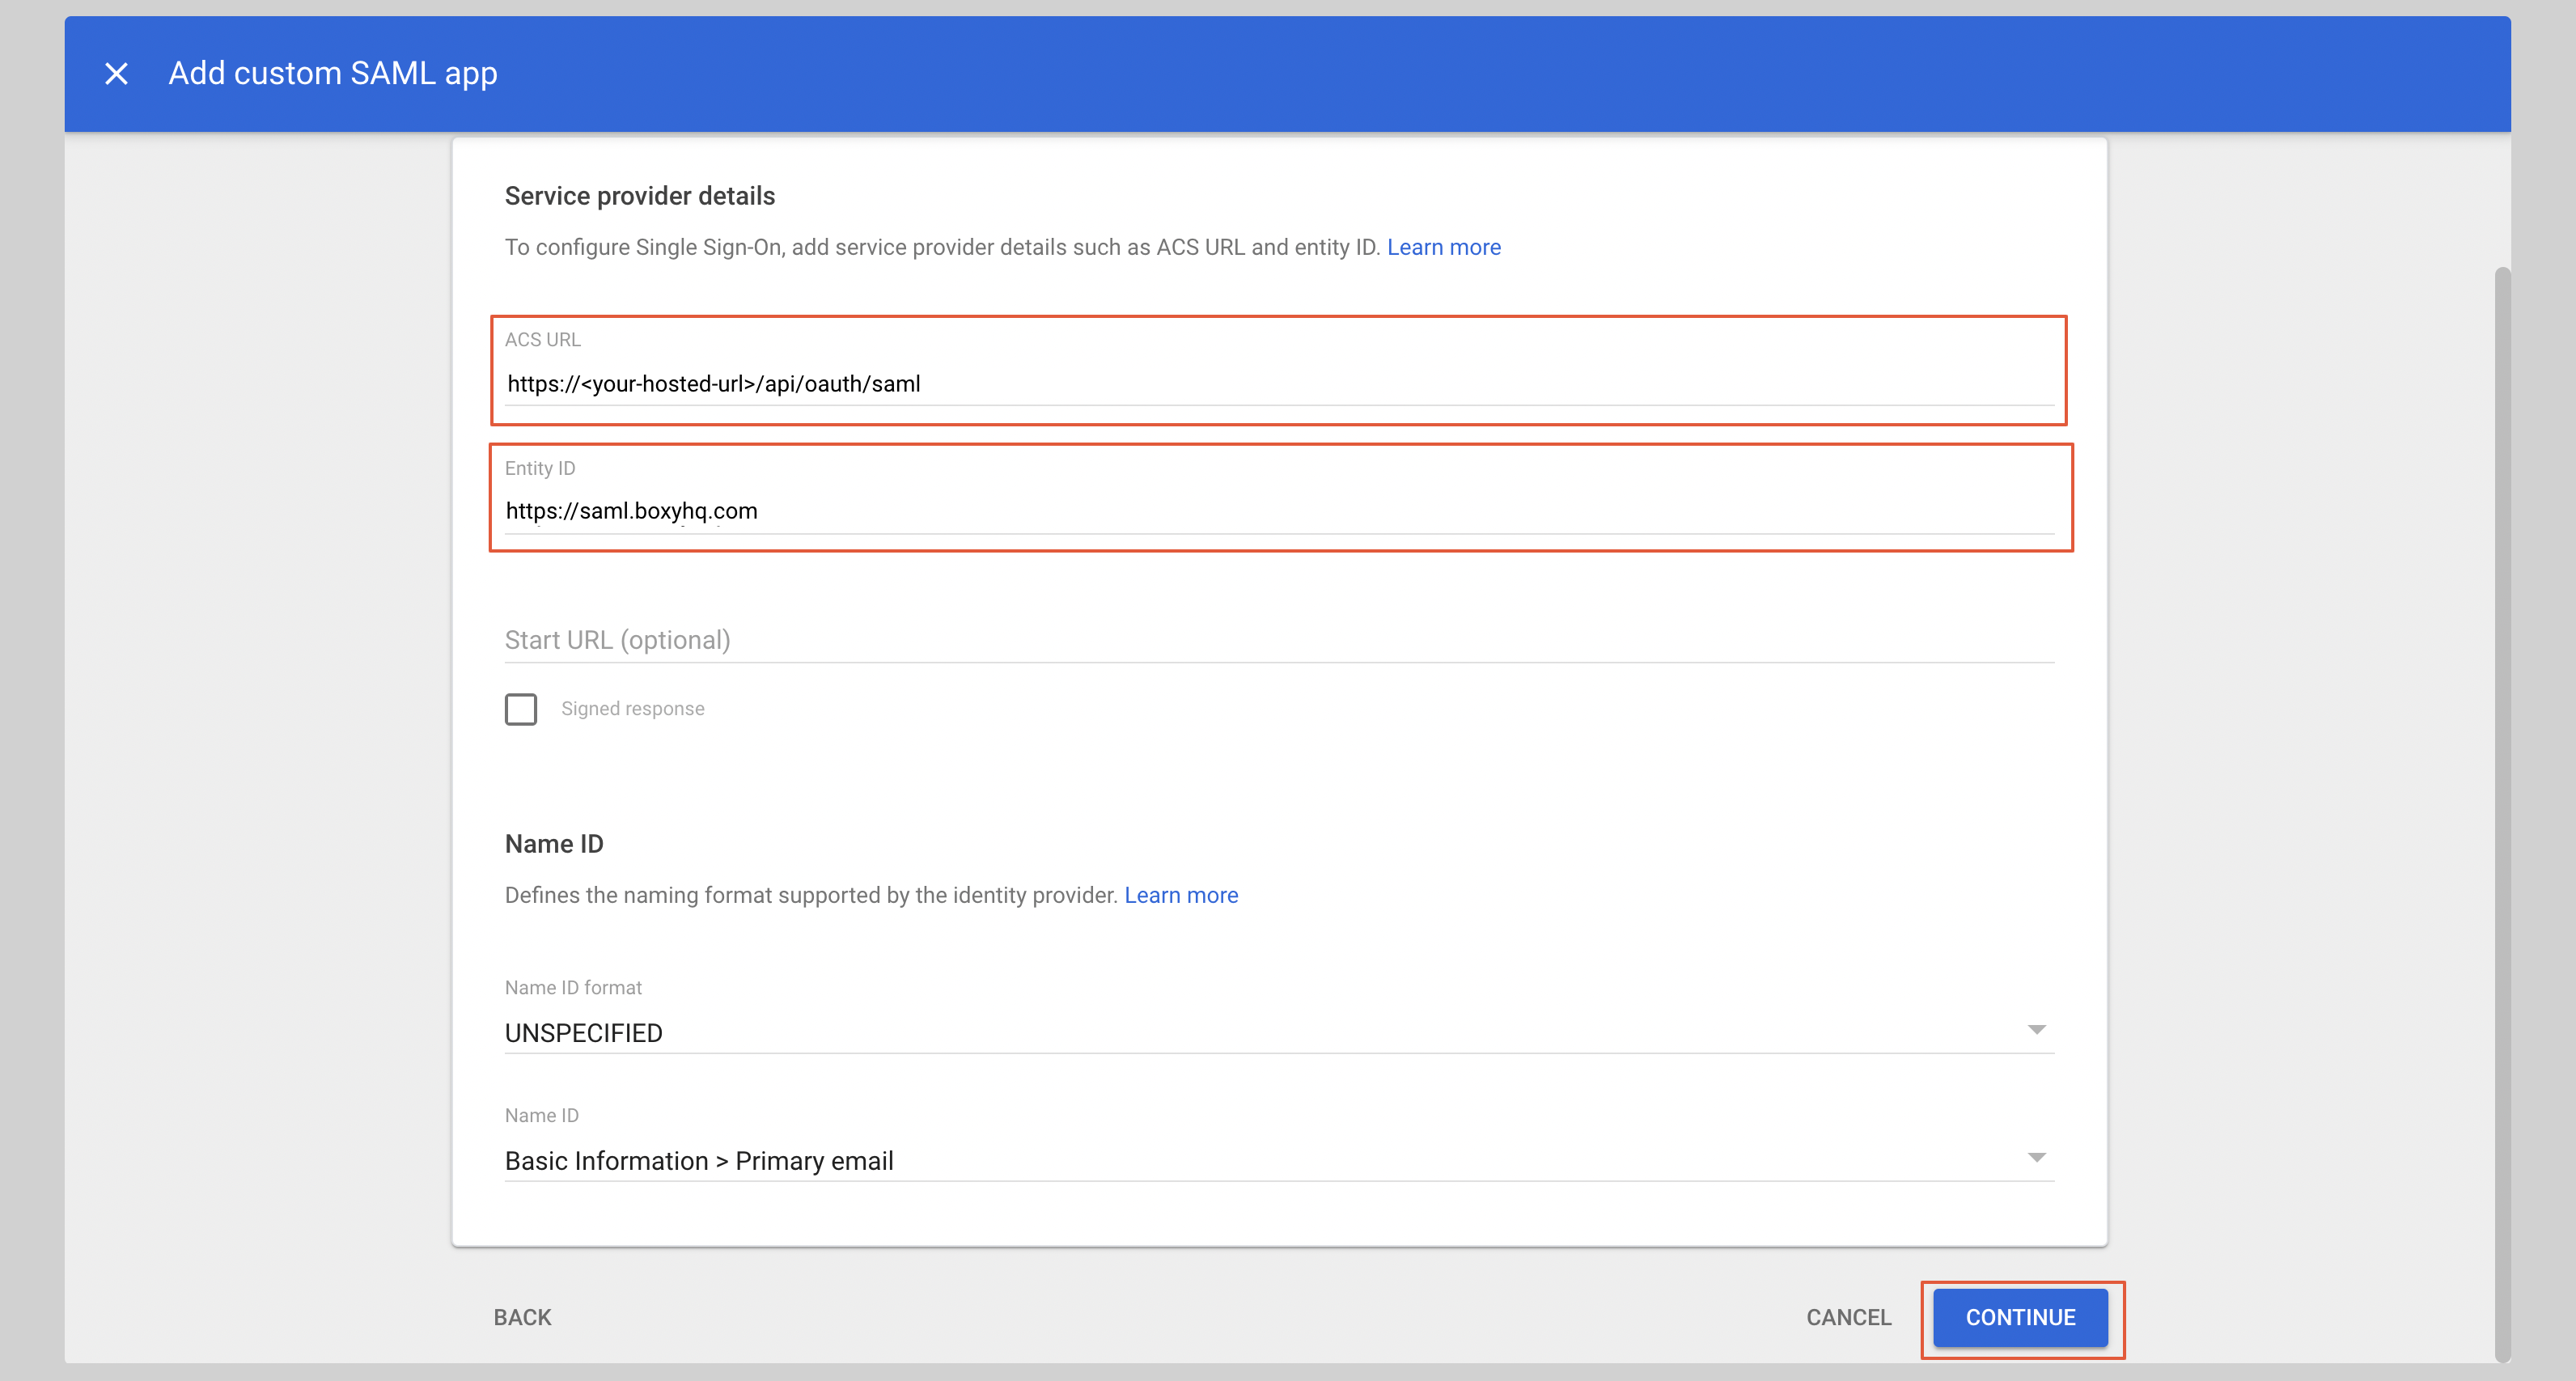 Add custom SAML app
Service provider details
To configure Single Sign-On, add service provider details such as ACS URL and entity ID. Learn more
ACS URL
https://<your-hosted-url>/api/oauth/saml
Entity ID
https://saml.boxyhq.com
Start URL (optional)
Signed response
Name ID
Defines the naming format supported by the identity provider. Learn more
Name ID format
UNSPECIFIED
Name ID
Basic Information > Primary email
BACK
CANCEL
CONTINUE